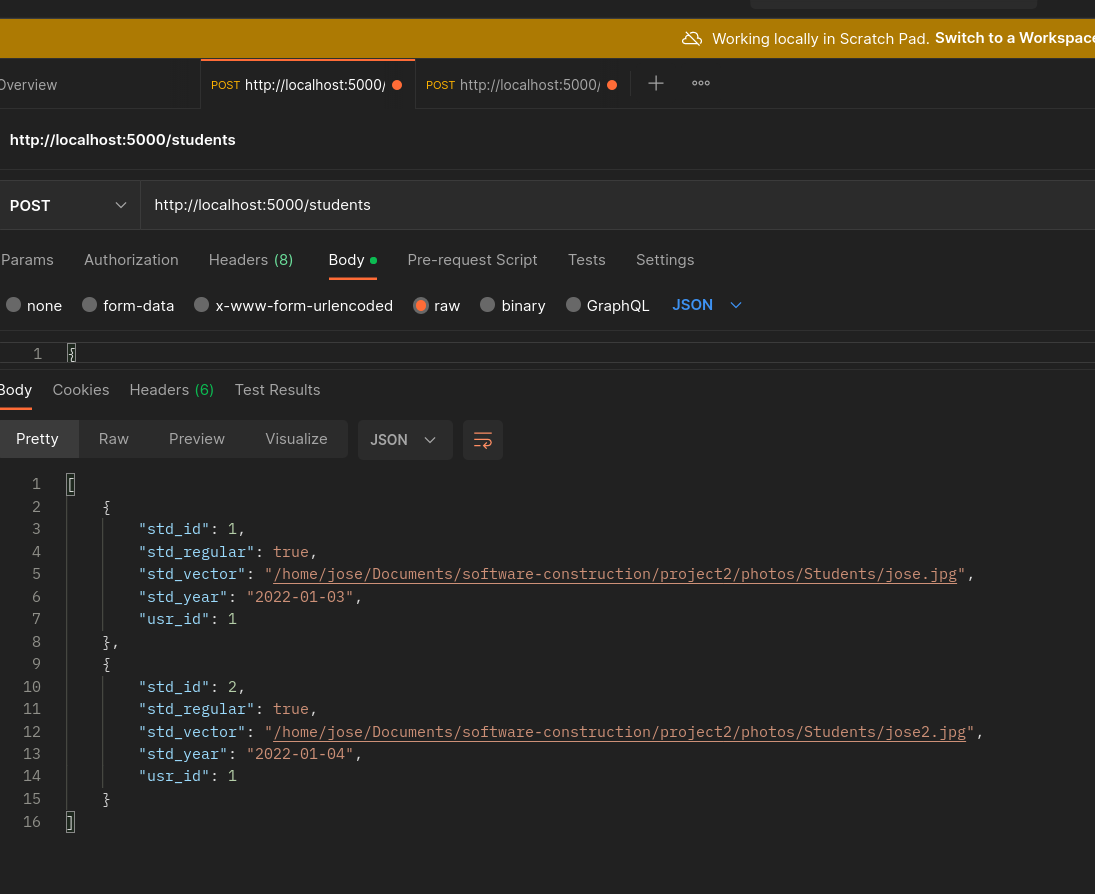 Working locally in Scratch Pad. Switch to a Workspace
Overview
POST http://localhost:5000/
POST http://localhost:5000/
http://localhost:5000/students
POST http://localhost:5000/students
Params Authorization Headers (8) Body Pre-request Script Tests Settings
none form-data x-www-form-urlencoded raw binary GraphQL JSON
1 {
Body Cookies Headers (6) Test Results
Pretty Raw Preview Visualize JSON
1 [
2 {
3 "std_id": 1,
4 "std_regular": true,
5 "std_vector": "/home/jose/Documents/software-construction/project2/photos/Students/jose.jpg",
6 "std_year": "2022-01-03",
7 "usr_id": 1
8 },
9 {
10 "std_id": 2,
11 "std_regular": true,
12 "std_vector": "/home/jose/Documents/software-construction/project2/photos/Students/jose2.jpg",
13 "std_year": "2022-01-04",
14 "usr_id": 1
15 }
16 ]